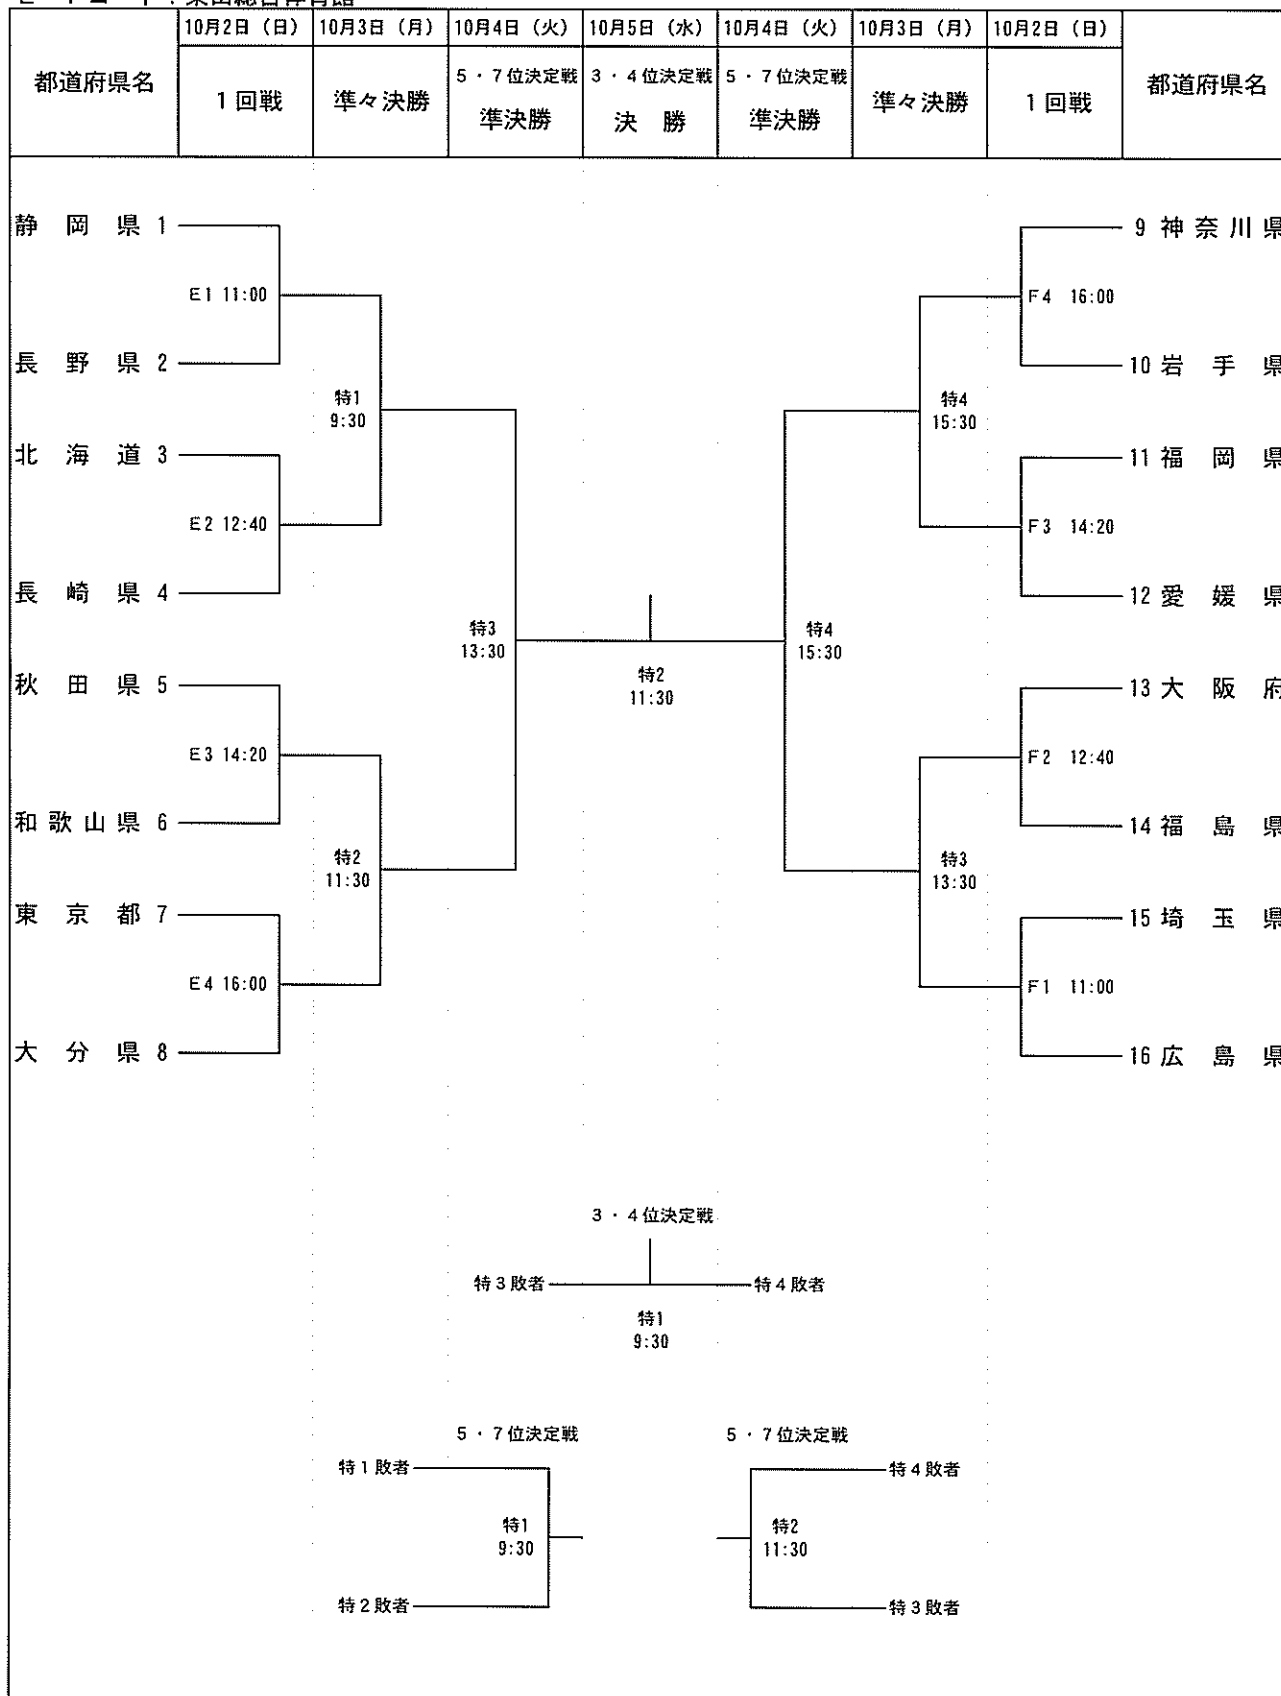 10月2日（日） 10月3日（月） 10月4日（火） 10月5日（水） 10月4日（火） 10月3日（月） 10月2日（日）
都道府県名 1回戦 準々決勝 5・7位決定戦 準決勝 3・4位決定戦 決勝 5・7位決定戦 準決勝 準々決勝 1回戦 都道府県名
静岡県 1
9 神奈川県
E1 11:00
F4 16:00
長野県 2
10 岩手県
特1
9:30
特4
15:30
北海道 3
11 福岡県
E2 12:40
F3 14:20
長崎県 4
12 愛媛県
特3
13:30
特2
11:30
特4
15:30
秋田県 5
13 大阪府
E3 14:20
F2 12:40
和歌山県 6
14 福島県
特2
11:30
特3
13:30
東京都 7
15 埼玉県
E4 16:00
F1 11:00
大分県 8
16 広島県
3・4位決定戦
特3敗者
特4敗者
特1
9:30
5・7位決定戦
5・7位決定戦
特1敗者
特4敗者
特1
9:30
特2
11:30
特2敗者
特3敗者